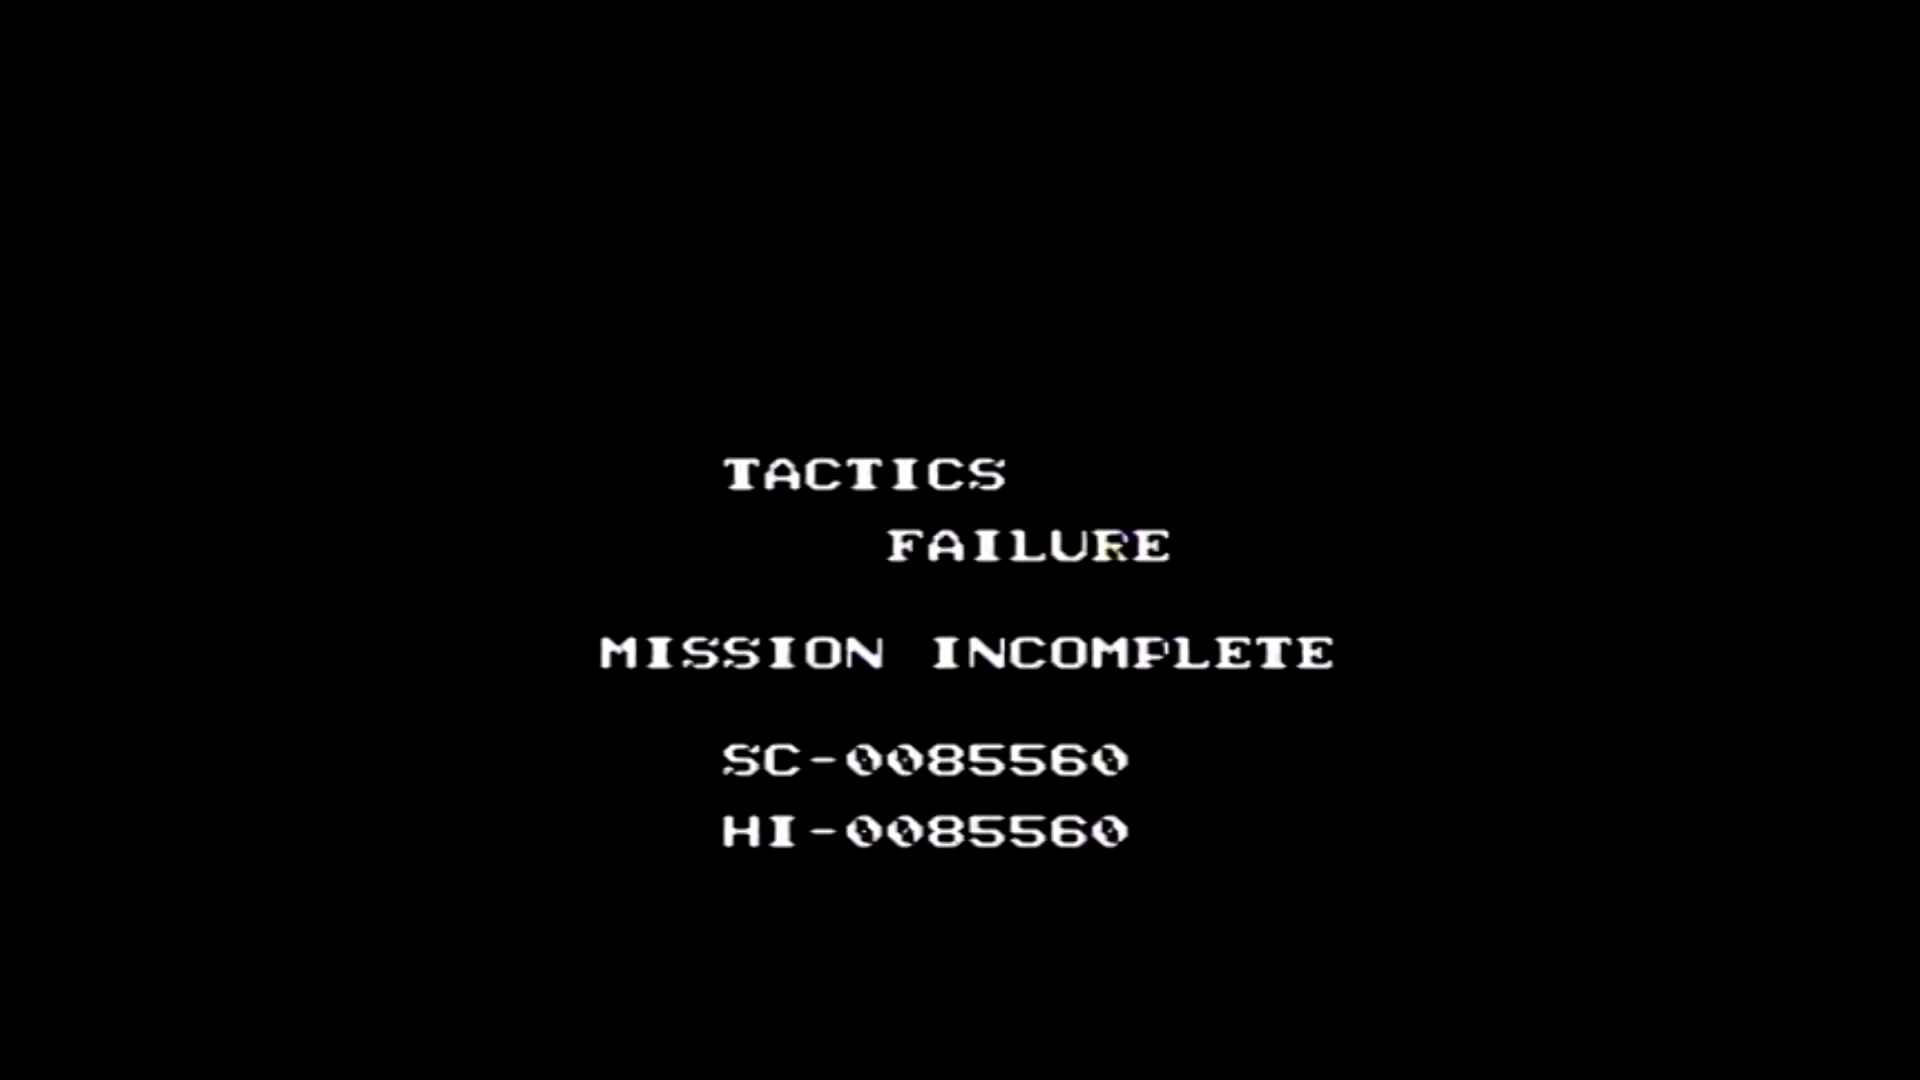 TACTICS
FAILURE
MISSION INCOMPLETE
SC-0085560
HI-0085560